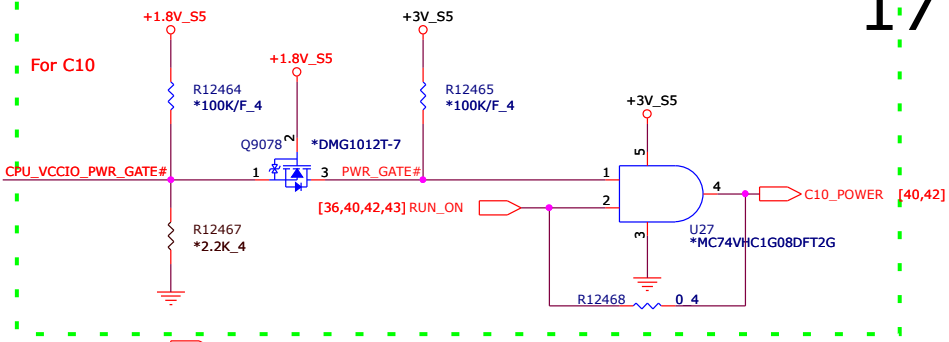 17
+1.8V_S5
+3V_S5
+1.8V_S5
For C10
R12464
*100K/F_4
R12465
*100K/F_4
+3V_S5
Q9078
2
*DMG1012T-7
5
CPU_VCCIO_PWR_GATE#
1
3
PWR_GATE#
1
4
C10_POWER
[40,42]
[36,40,42,43]
RUN_ON
2
R12467
*2.2K_4
3
U27
*MC74VHC1G08DFT2G
R12468
0_4